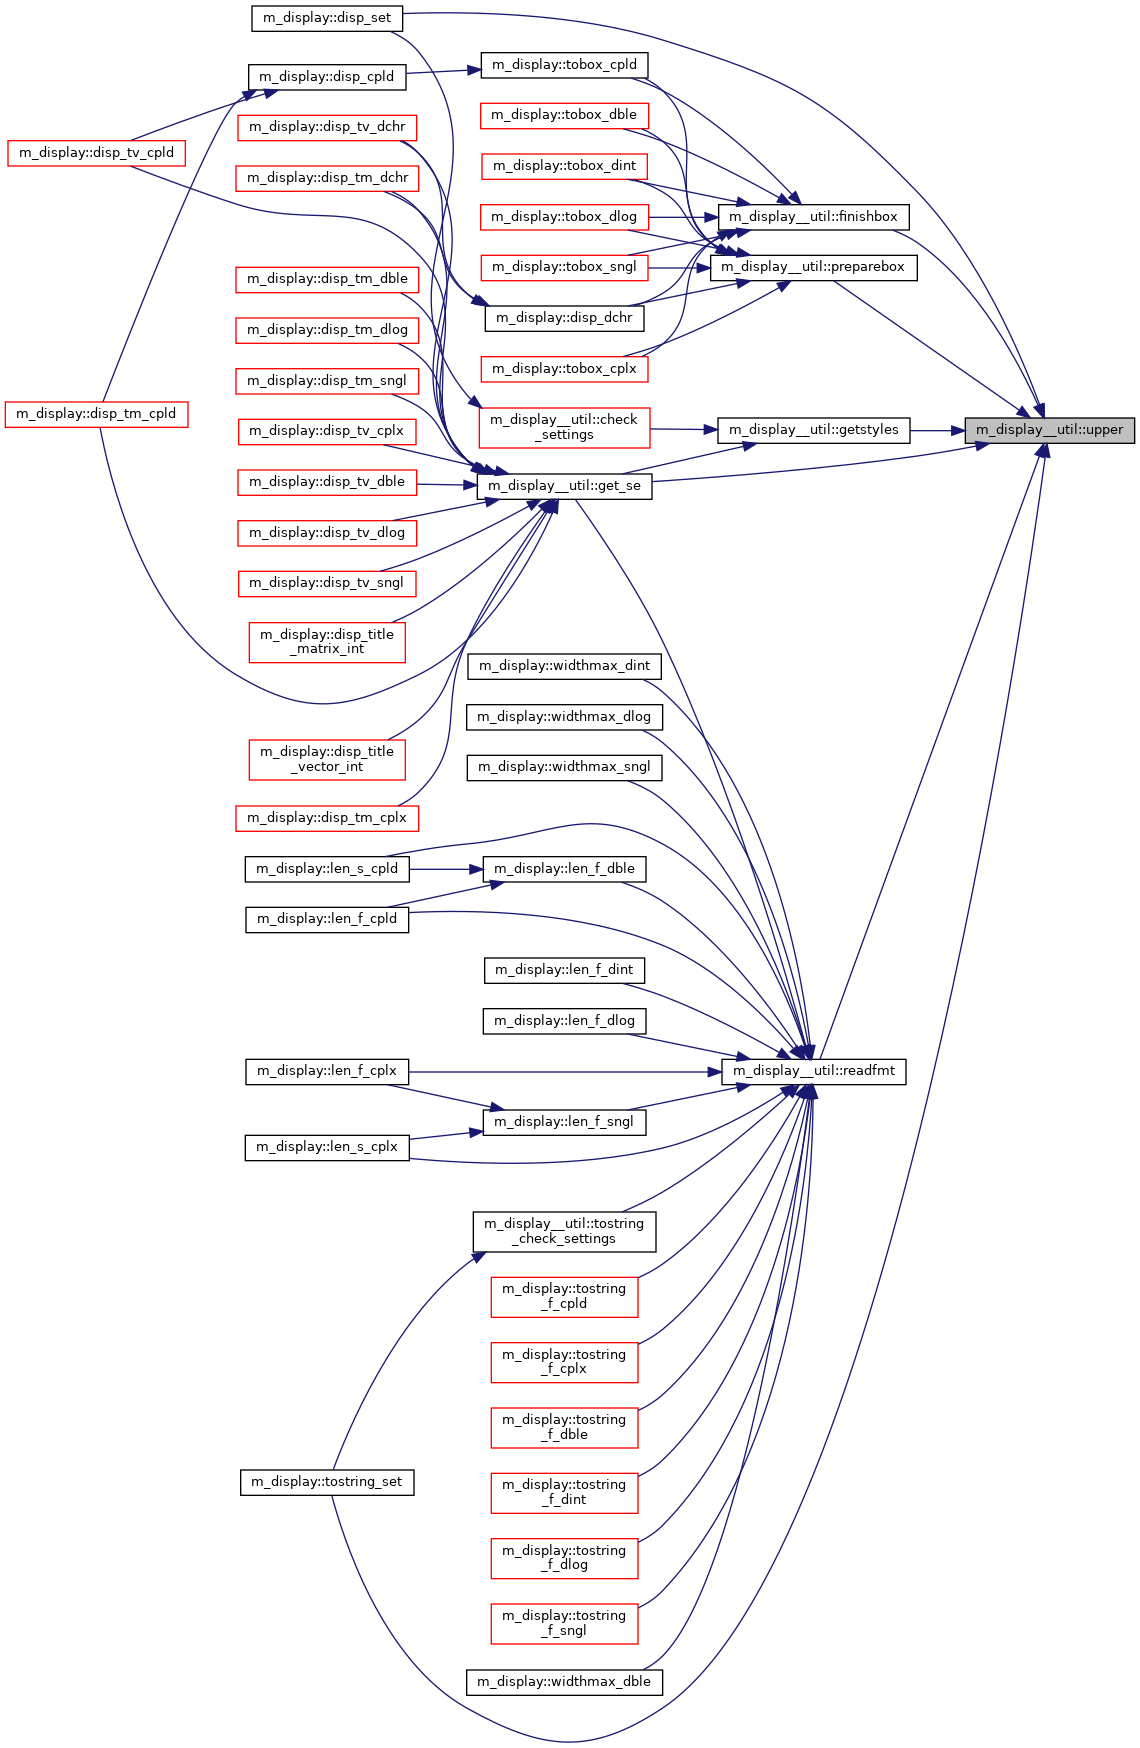 m_display::disp_set
m_display::tobox_cpld
m_display::disp_cpld
m_display::tobox_dble
m_display::disp_tv_dchr
m_display::disp_tv_cpld
m_display::tobox_dint
m_display::disp_tm_dchr
m_display::tobox_dlog
m_display__util::finishbox
m_display::tobox_sngl
m_display__util::preparebox
m_display::disp_tm_dble
m_display::disp_dchr
m_display::disp_tm_dlog
m_display::tobox_cplx
m_display::disp_tm_sngl
m_display::disp_tm_cpld
m_display__util::check
_settings
m_display__util::getstyles
m_display__util::upper
m_display::disp_tv_cplx
m_display::disp_tv_dble
m_display__util::get_se
m_display::disp_tv_dlog
m_display::disp_tv_sngl
m_display::disp_title
_matrix_int
m_display::widthmax_dint
m_display::widthmax_dlog
m_display::disp_title
_vector_int
m_display::widthmax_sngl
m_display::disp_tm_cplx
m_display::len_s_cpld
m_display::len_f_dble
m_display::len_f_cpld
m_display::len_f_dint
m_display::len_f_dlog
m_display::len_f_cplx
m_display__util::readfmt
m_display::len_f_sngl
m_display::len_s_cplx
m_display__util::tostring
_check_settings
m_display::tostring
_f_cpld
m_display::tostring
_f_cplx
m_display::tostring
_f_dble
m_display::tostring_set
m_display::tostring
_f_dint
m_display::tostring
_f_dlog
m_display::tostring
_f_sngl
m_display::widthmax_dble